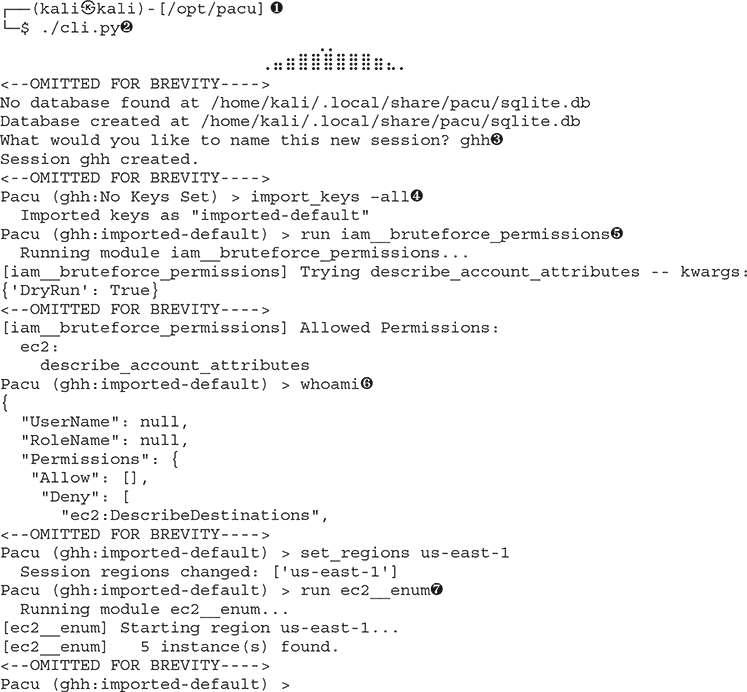 ┌──(kali㉿kali)-[/opt/pacu] ❶
└─$ ./cli.py❷
<--OMITTED FOR BREVITY---->
No database found at /home/kali/.local/share/pacu/sqlite.db
Database created at /home/kali/.local/share/pacu/sqlite.db
What would you like to name this new session? ghh❸
Session ghh created.
<--OMITTED FOR BREVITY---->
Pacu (ghh:No Keys Set) > import_keys –all❹
  Imported keys as "imported-default"
Pacu (ghh:imported-default) > run iam__bruteforce_permissions❺
  Running module iam__bruteforce_permissions...
[iam__bruteforce_permissions] Trying describe_account_attributes -- kwargs:
{'DryRun': True}
<--OMITTED FOR BREVITY---->
[iam__bruteforce_permissions] Allowed Permissions:
  ec2:
    describe_account_attributes
Pacu (ghh:imported-default) > whoami❻
{
  "UserName": null,
  "RoleName": null,
  "Permissions": {
   "Allow": [],
    "Deny": [
      "ec2:DescribeDestinations",
<--OMITTED FOR BREVITY---->
Pacu (ghh:imported-default) > set_regions us-east-1
  Session regions changed: ['us-east-1']
Pacu (ghh:imported-default) > run ec2__enum❼
  Running module ec2__enum...
[ec2__enum] Starting region us-east-1...
[ec2__enum]   5 instance(s) found.
<--OMITTED FOR BREVITY---->
Pacu (ghh:imported-default) >